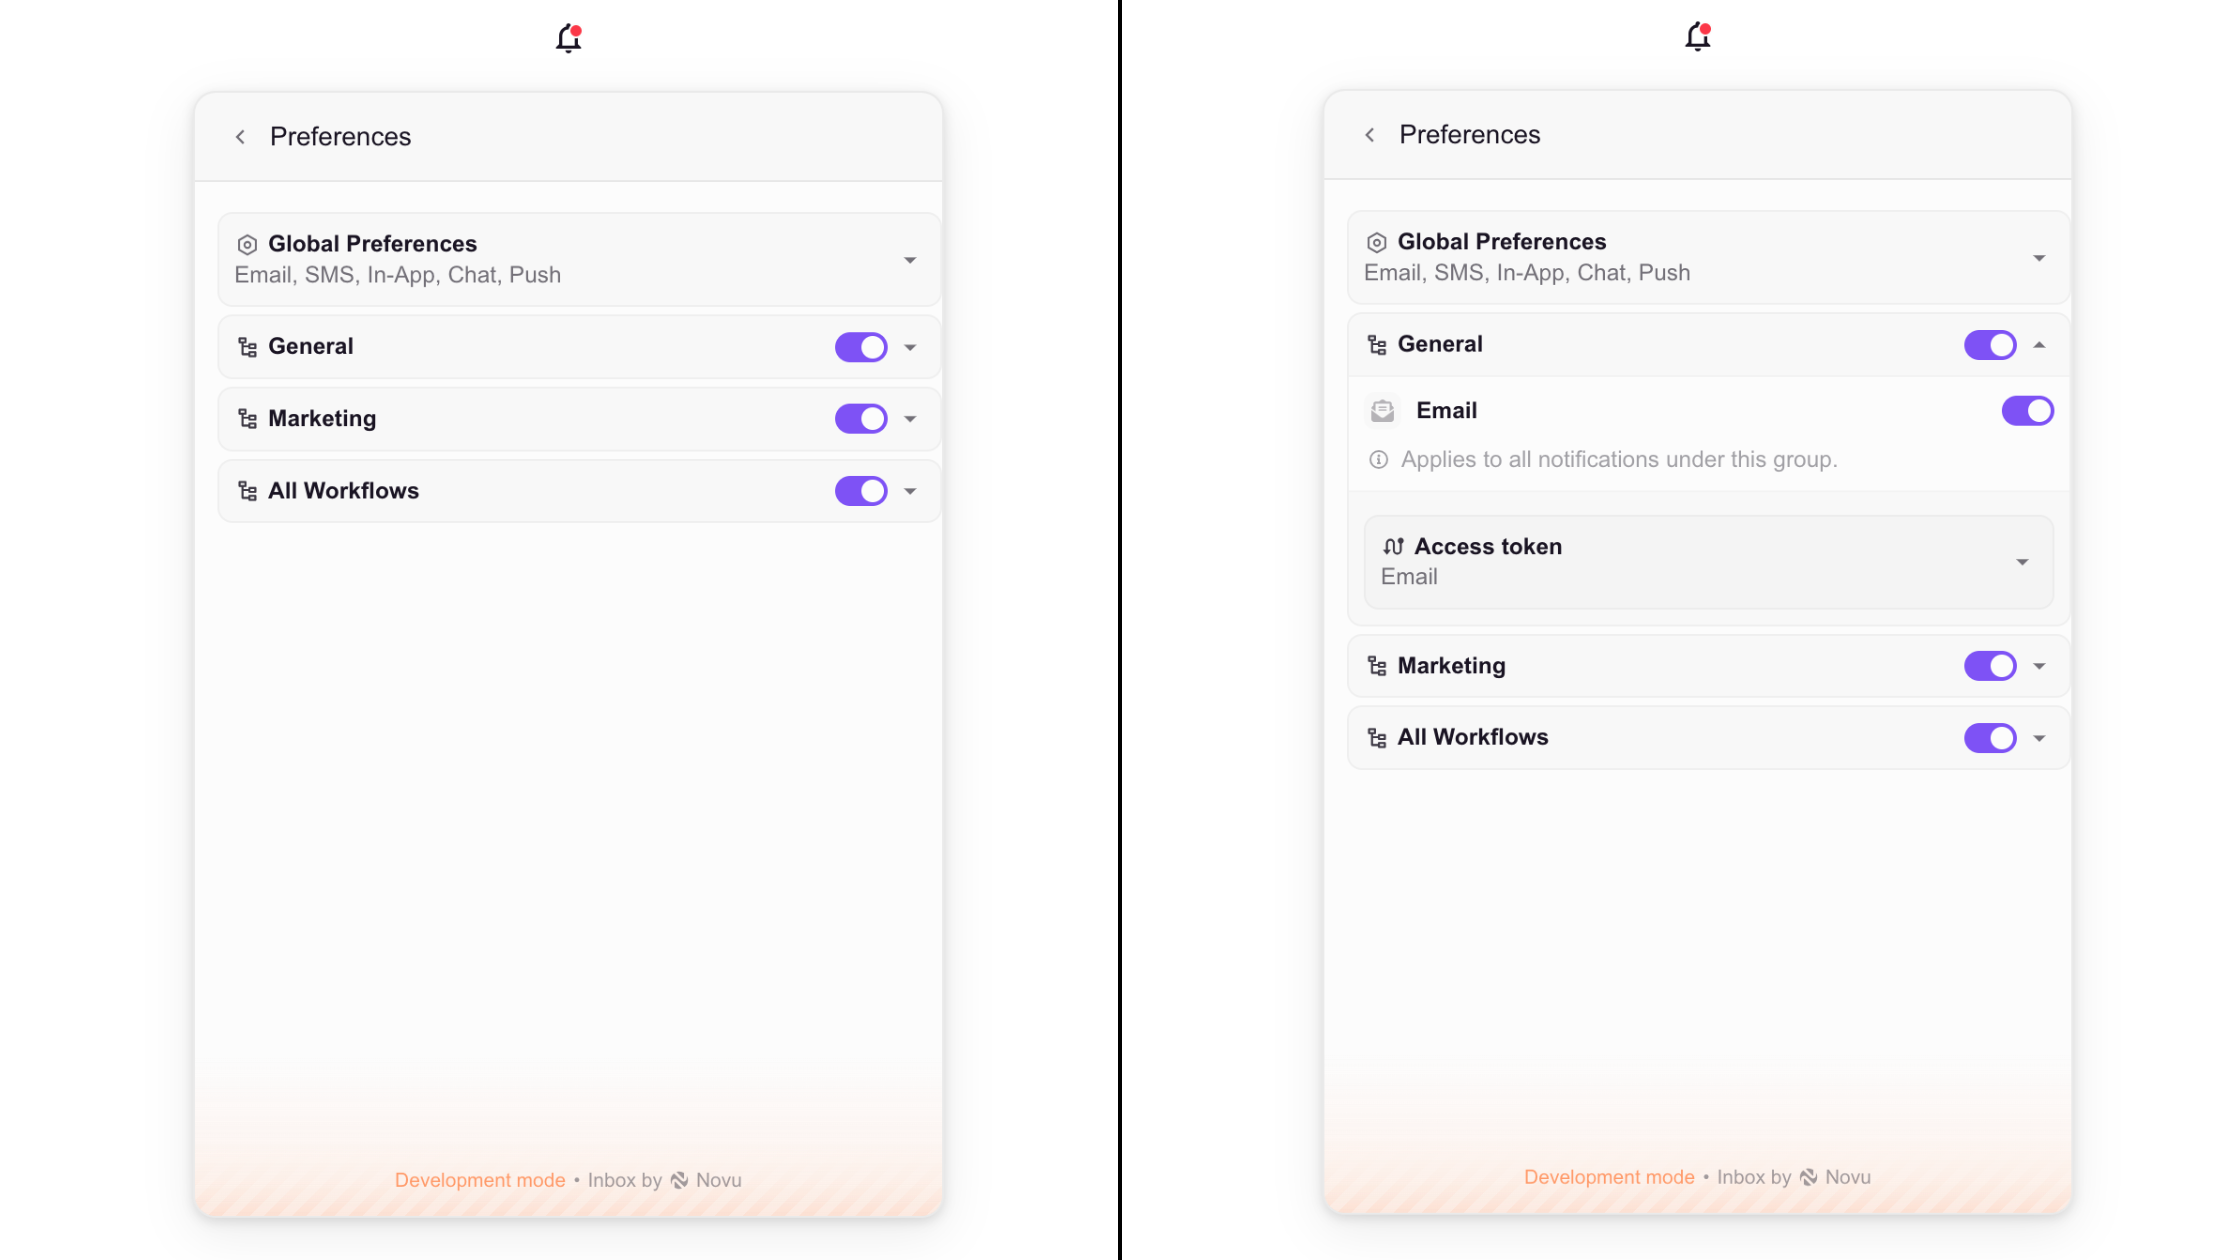 Preferences
Global Preferences
Email, SMS, In-App, Chat, Push
General
Marketing
All Workflows
Development mode • Inbox by Novu
Preferences
Global Preferences
Email, SMS, In-App, Chat, Push
General
Email
Applies to all notifications under this group.
Access token
Email
Marketing
All Workflows
Development mode • Inbox by Novu